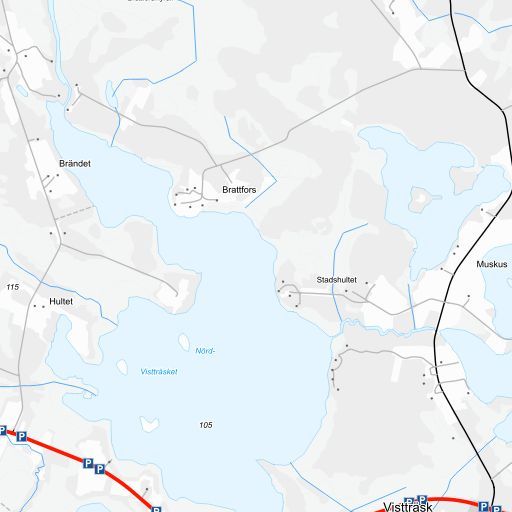 Brändet
Brattfors
Muskus
Stadshultet
115
Hultet
Nörd-
Vistträsket
105
P
P
P
P
P
P
P
P
P
Vistträsk